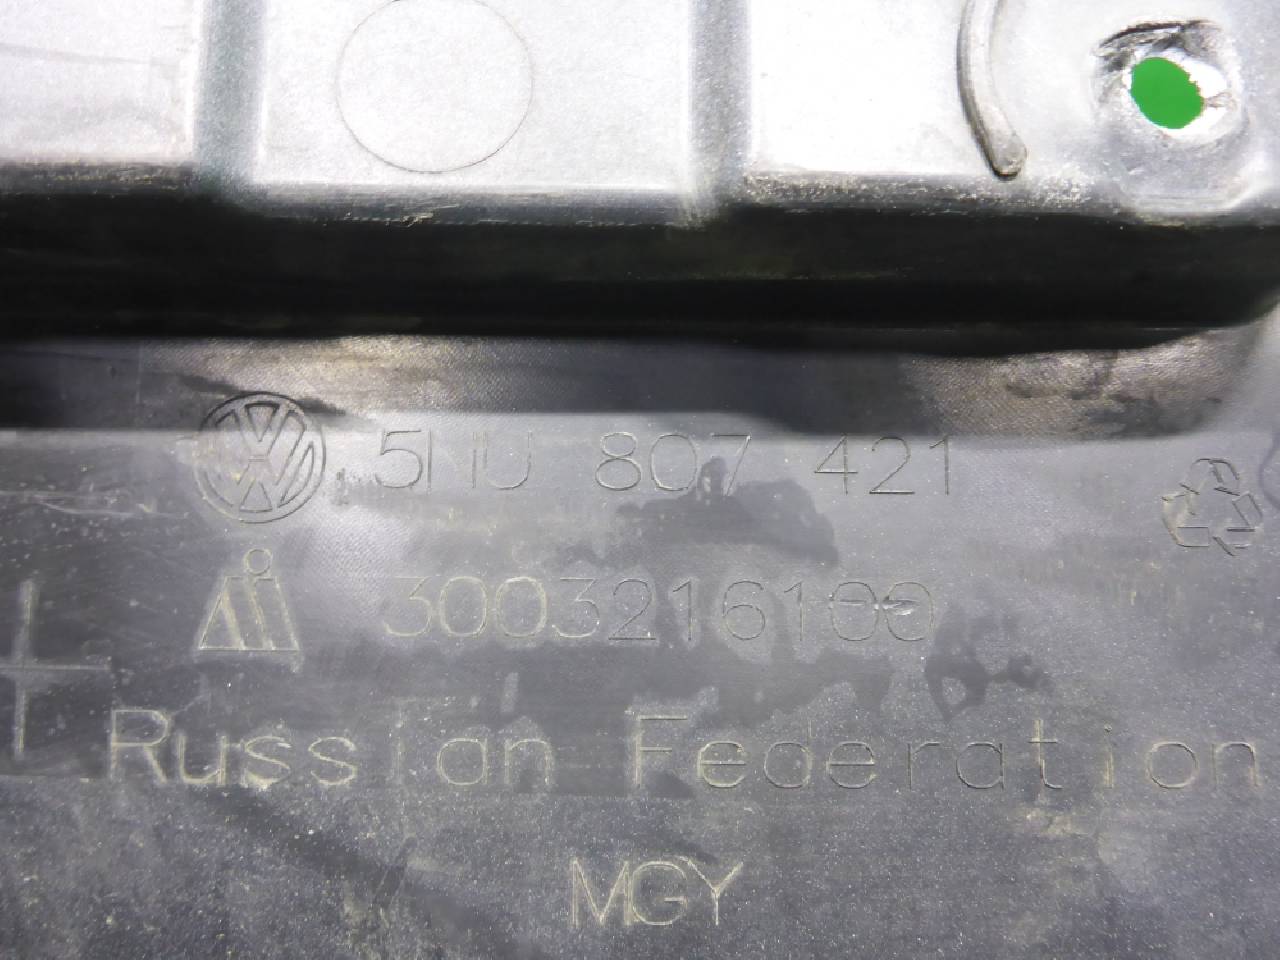 5NU 807 421
3003216100
Russian Federation
MGY